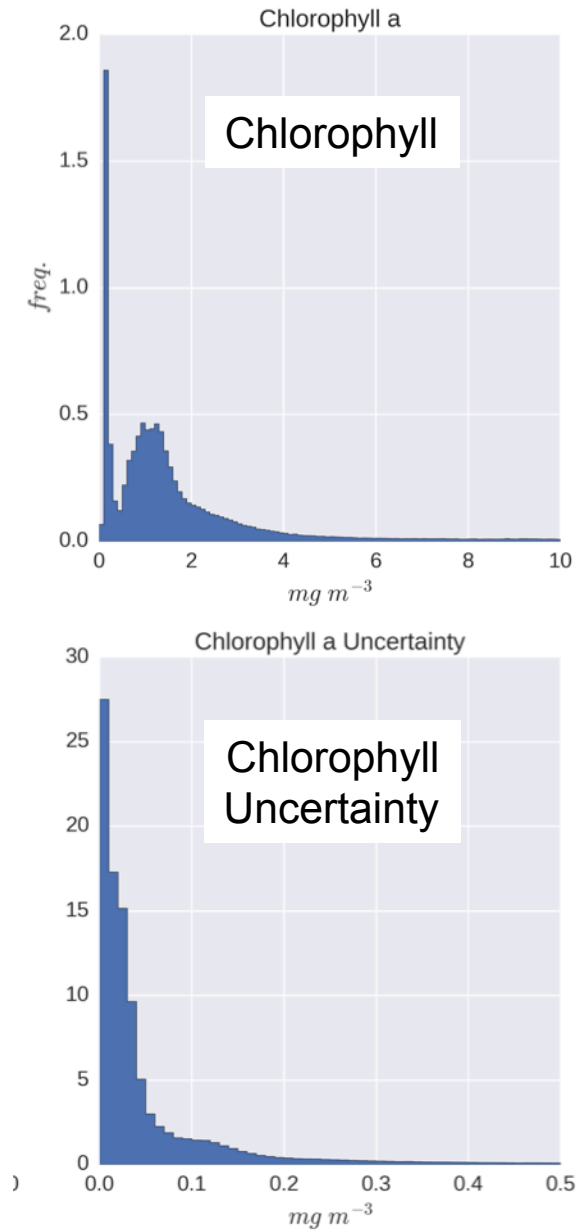 Chlorophyll a
2.0
Chlorophyll
1.5
freq.
1.0
0.5
0.0
0 2 4 6 8 10
mg m⁻³
Chlorophyll a Uncertainty
30
25
Chlorophyll
Uncertainty
20
15
10
5
0
0.0 0.1 0.2 0.3 0.4 0.5
mg m⁻³